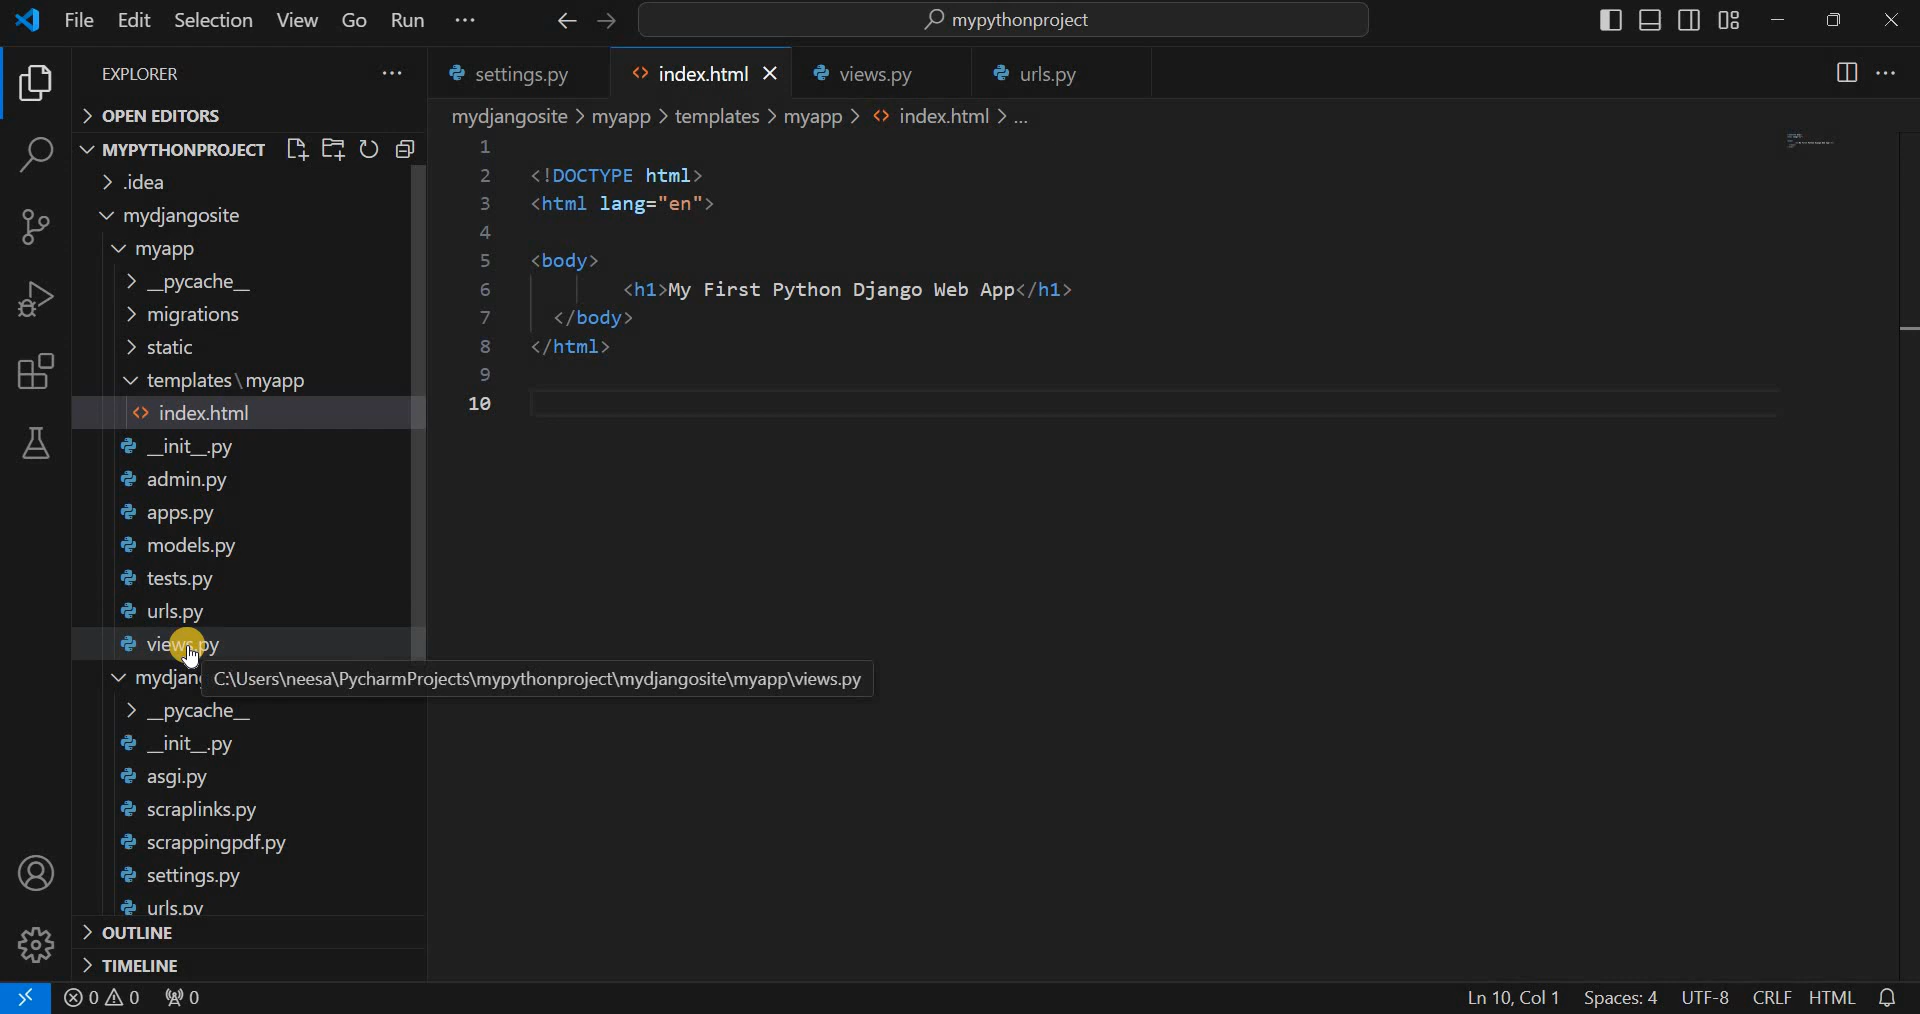 File Edit Selection View Go Run ··· mypythonproject
EXPLORER ···
OPEN EDITORS
MYPYTHONPROJECT
.idea
mydjangosite
myapp
__pycache__
migrations
static
templates \ myapp
<> index.html
__init__.py
admin.py
apps.py
models.py
tests.py
urls.py
views.py
mydjang
C:\Users\neesa\PycharmProjects\mypythonproject\mydjangosite\myapp\views.py
__pycache__
__init__.py
asgi.py
scraplinks.py
scrappingpdf.py
settings.py
urls.py
OUTLINE
TIMELINE
settings.py <> index.html views.py urls.py ···
mydjangosite > myapp > templates > myapp > <> index.html > ...
1
2 <!DOCTYPE html>
3 <html lang="en">
4
5 <body>
6 <h1>My First Python Django Web App</h1>
7 </body>
8 </html>
9
10
0 0 0 Ln 10, Col 1 Spaces: 4 UTF-8 CRLF HTML